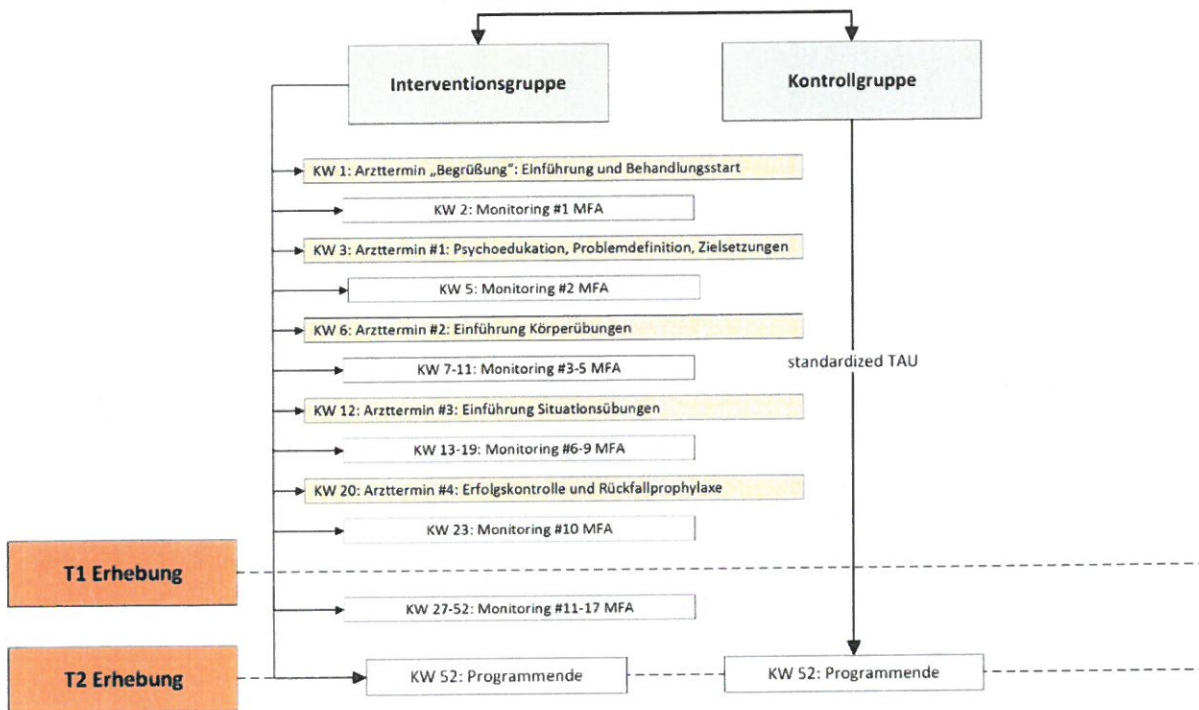 Interventionsgruppe
Kontrollgruppe
KW 1: Arzttermin „Begrüßung“: Einführung und Behandlungsstart
KW 2: Monitoring #1 MFA
KW 3: Arzttermin #1: Psychoedukation, Problemdefinition, Zielsetzungen
KW 5: Monitoring #2 MFA
KW 6: Arzttermin #2: Einführung Körperübungen
standardized TAU
KW 7-11: Monitoring #3-5 MFA
KW 12: Arzttermin #3: Einführung Situationsübungen
KW 13-19: Monitoring #6-9 MFA
KW 20: Arzttermin #4: Erfolgskontrolle und Rückfallprophylaxe
KW 23: Monitoring #10 MFA
T1 Erhebung
KW 27-52: Monitoring #11-17 MFA
T2 Erhebung
KW 52: Programmende
KW 52: Programmende